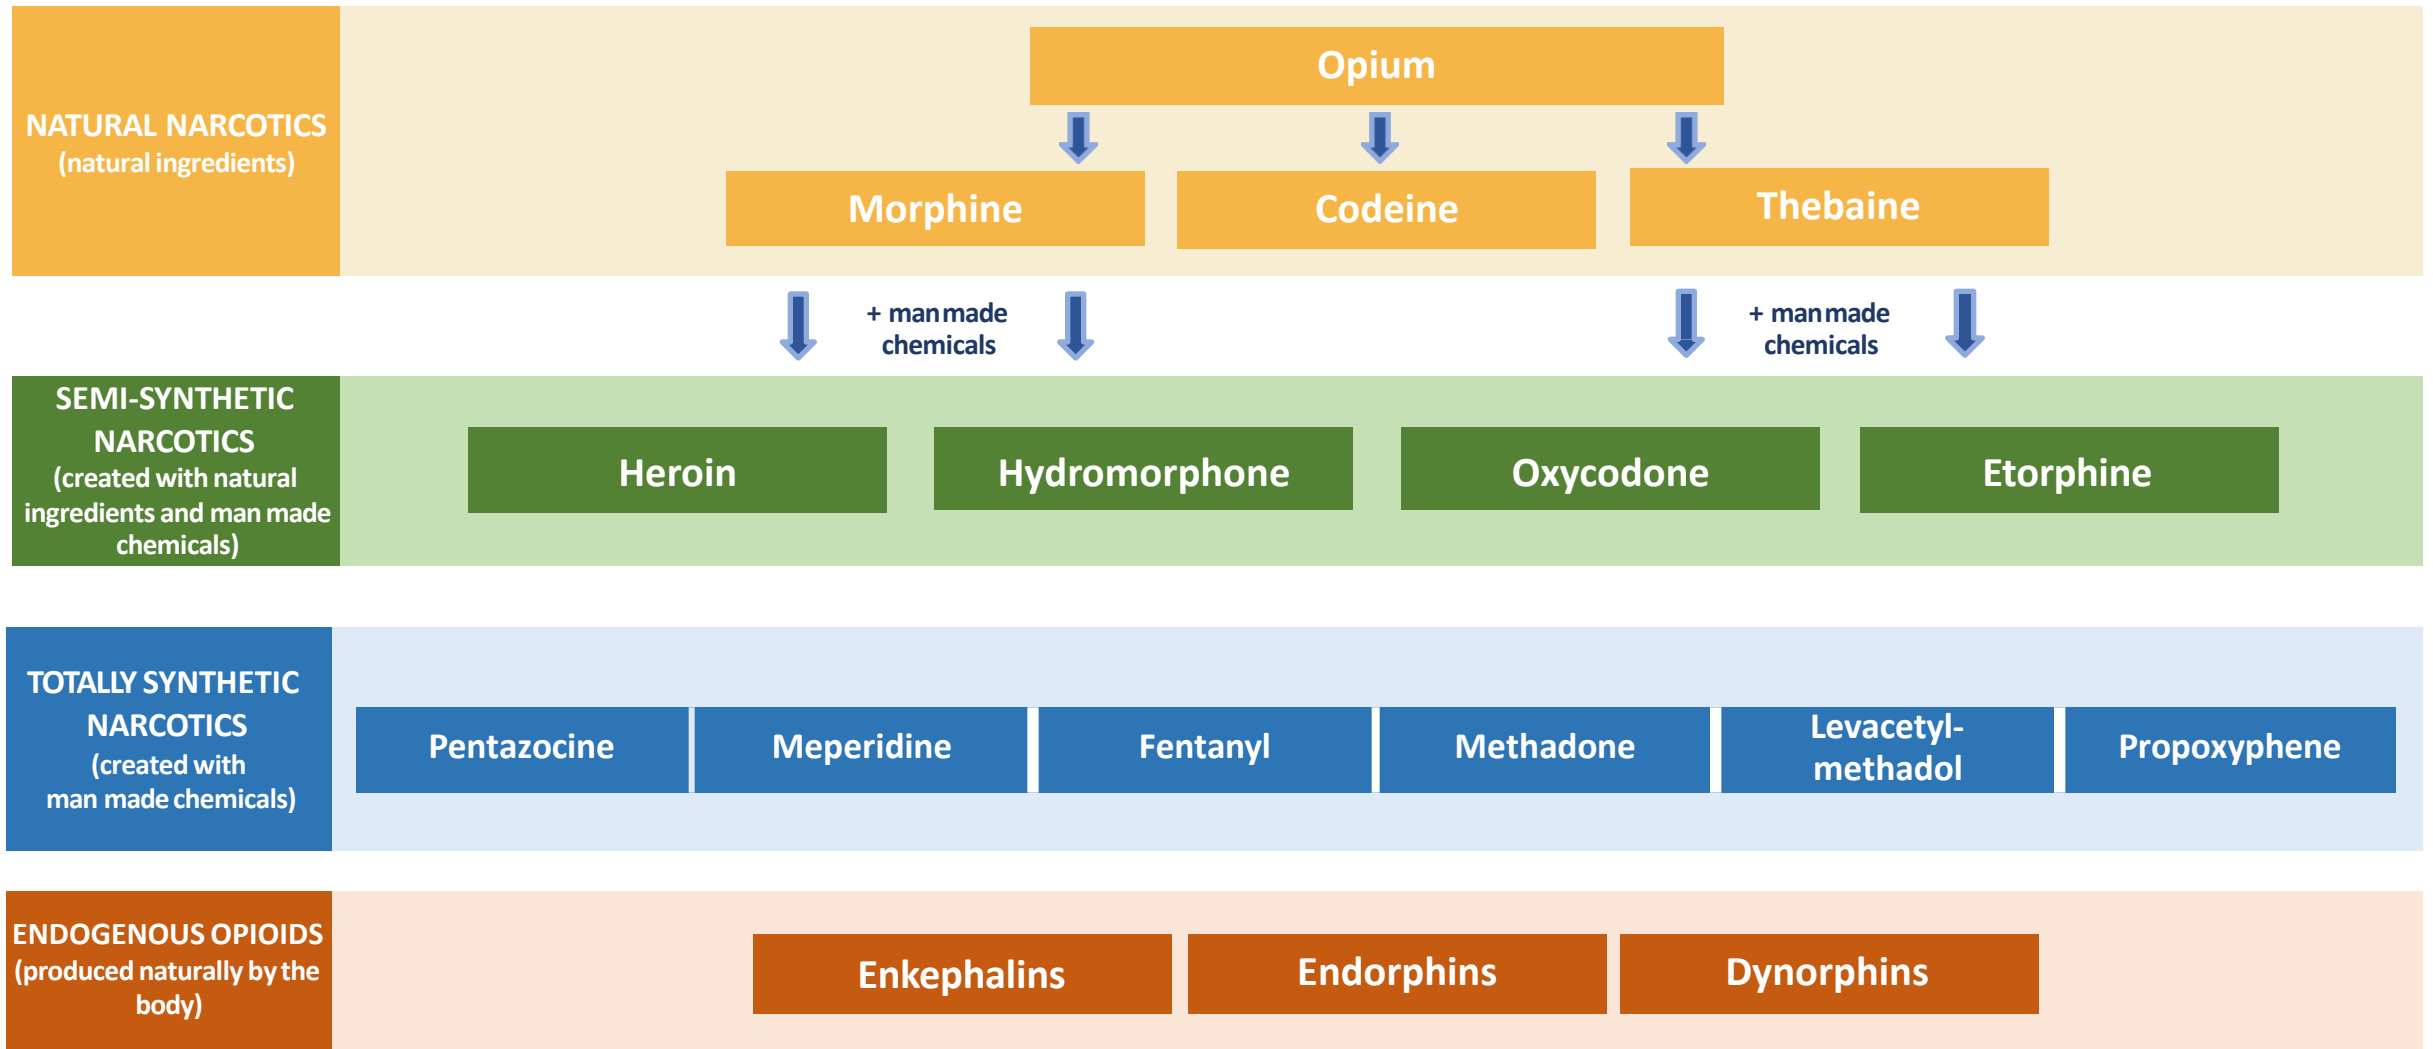 Opium
NATURAL NARCOTICS
(natural ingredients)
Morphine
Codeine
Thebaine
+ man made
chemicals
+ man made
chemicals
SEMI-SYNTHETIC
NARCOTICS
(created with natural
ingredients and man made
chemicals)
Heroin
Hydromorphone
Oxycodone
Etorphine
TOTALLY SYNTHETIC
NARCOTICS
(created with
man made chemicals)
Pentazocine
Meperidine
Fentanyl
Methadone
Levacetyl-
methadol
Propoxyphene
ENDOGENOUS OPIOIDS
(produced naturally by the
body)
Enkephalins
Endorphins
Dynorphins